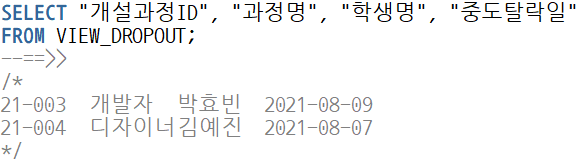 SELECT "개설과정ID", "과정명", "학생명", "중도탈락일"
FROM VIEW_DROPOUT;
--==>>
/*
21-003 개발자 박효빈 2021-08-09
21-004 디자이너김예진 2021-08-07
*/